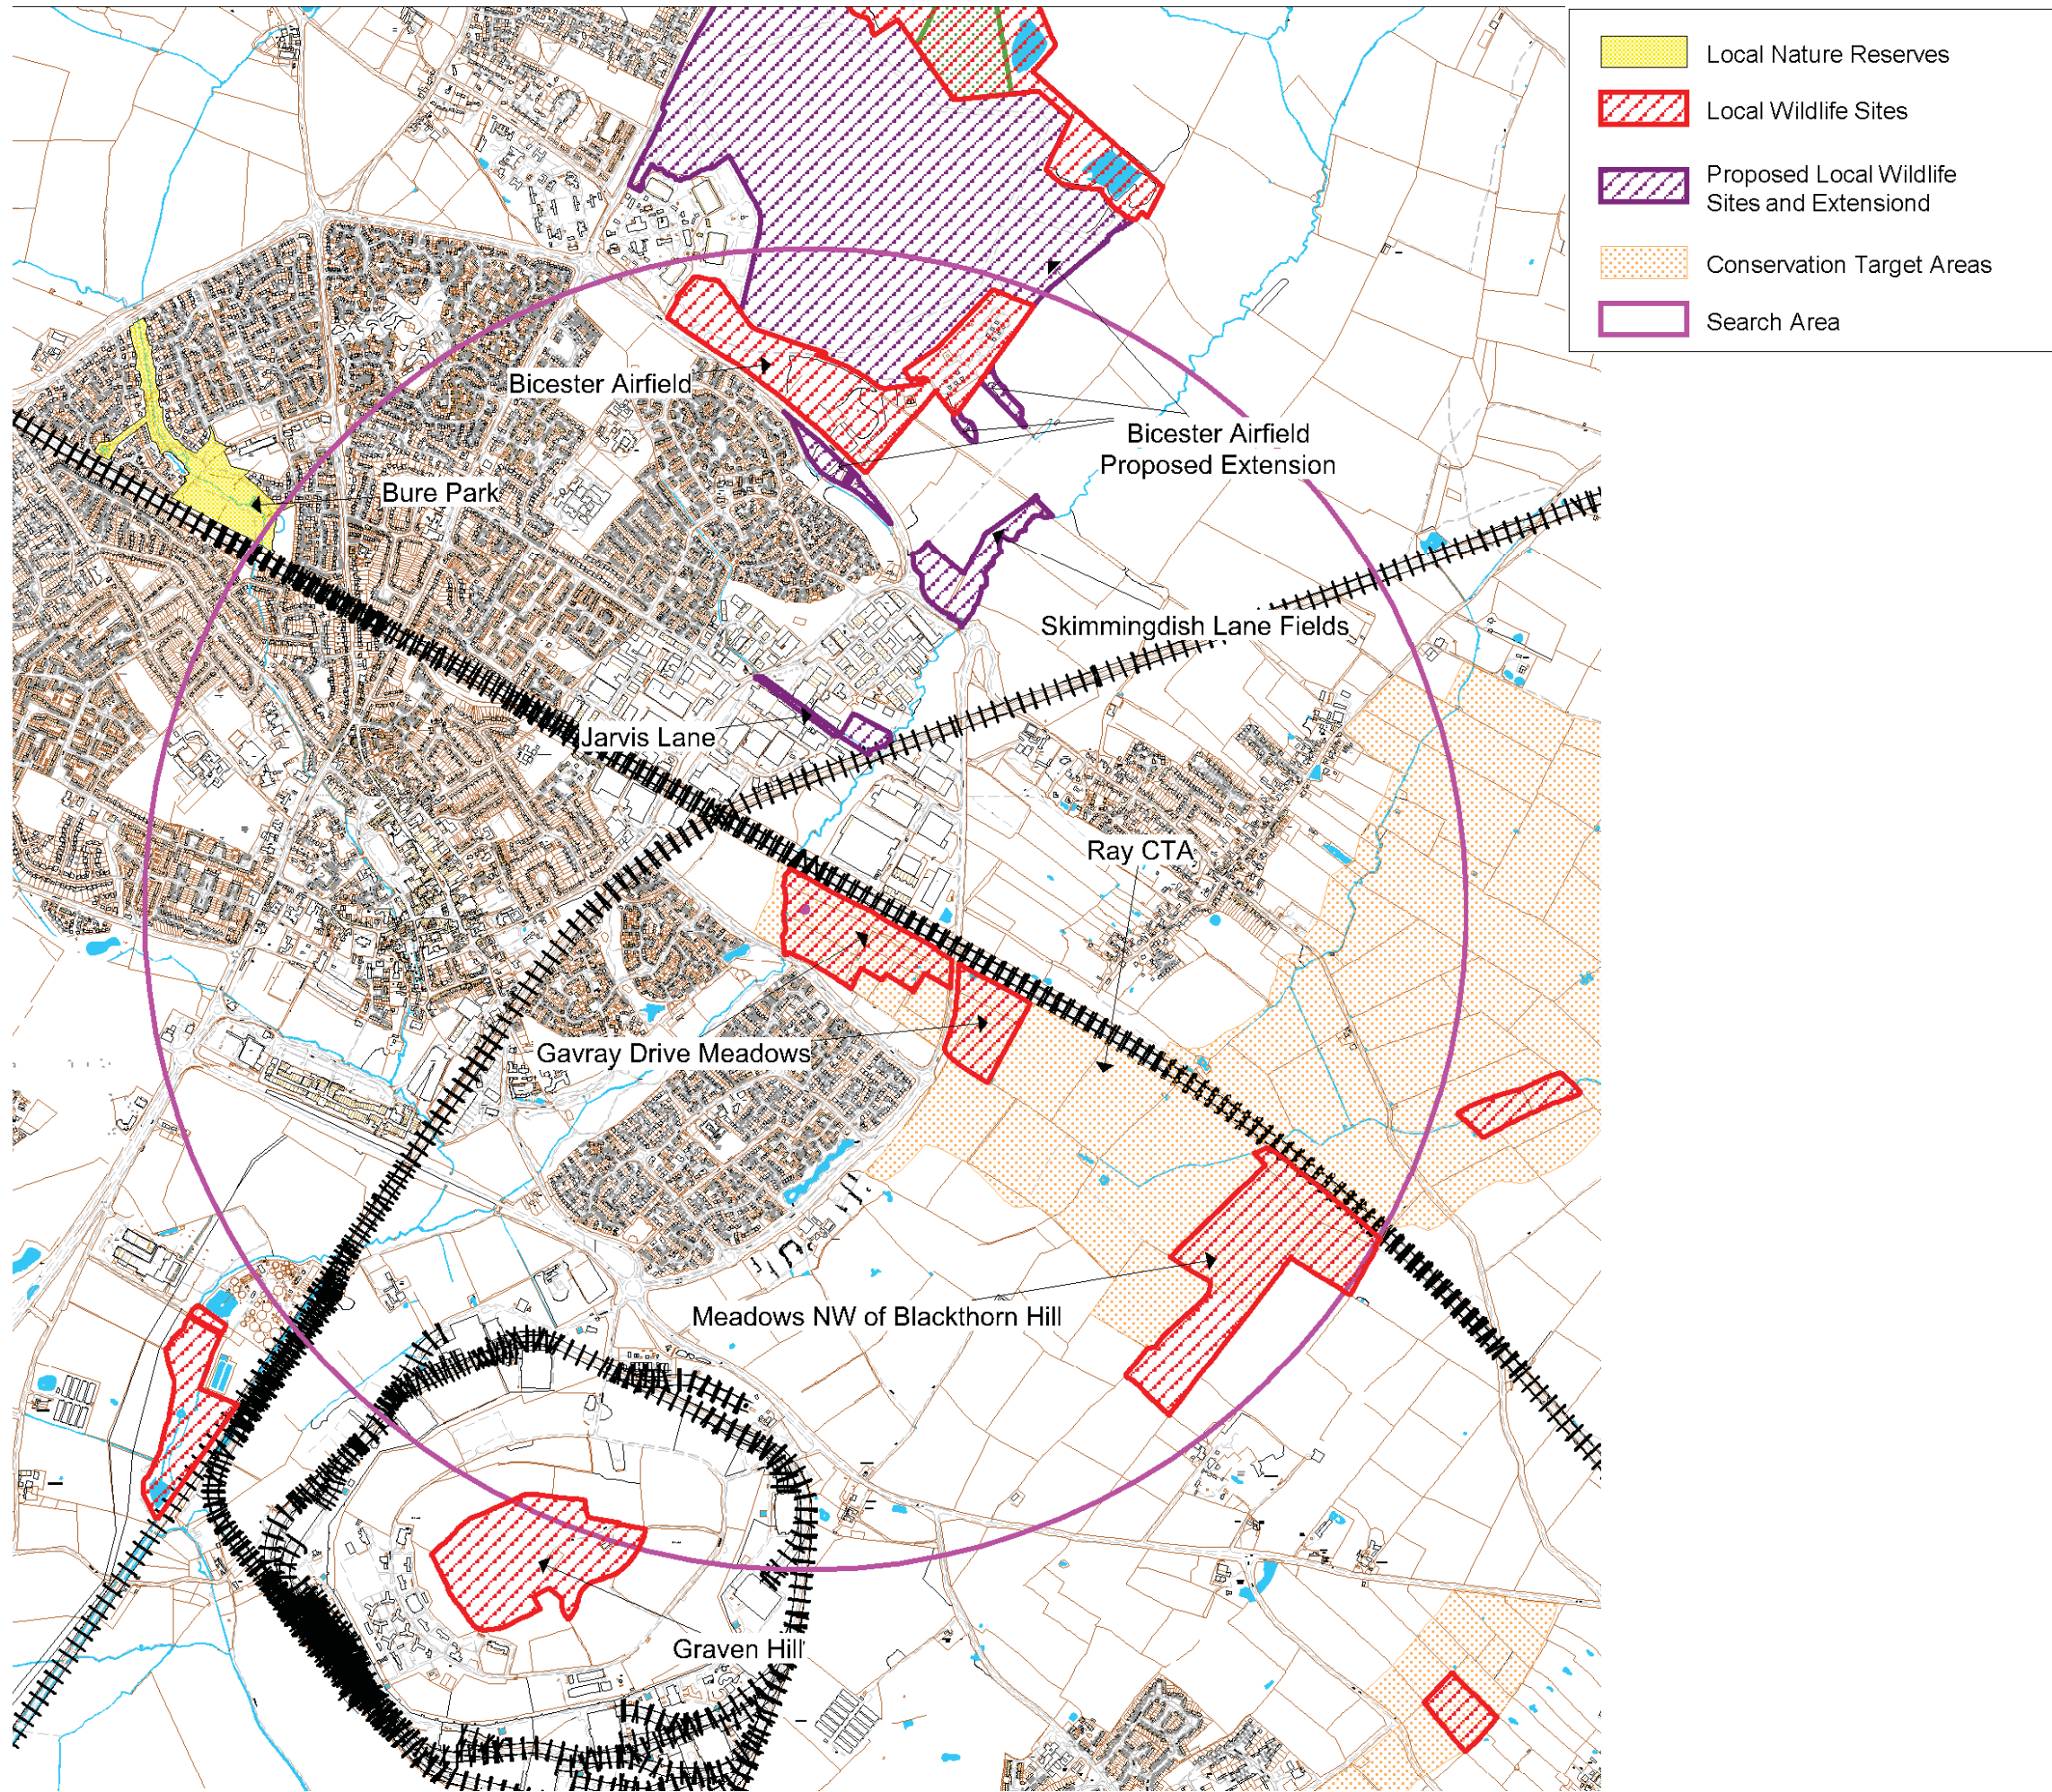 Local Nature Reserves
Local Wildlife Sites
Proposed Local Wildlife
Sites and Extensiond
Conservation Target Areas
Search Area
Bicester Airfield
Bicester Airfield
Proposed Extension
Bure Park
Skimmingdish Lane Fields
Jarvis Lane
Ray CTA
Gavray Drive Meadows
Meadows NW of Blackthorn Hill
Graven Hill